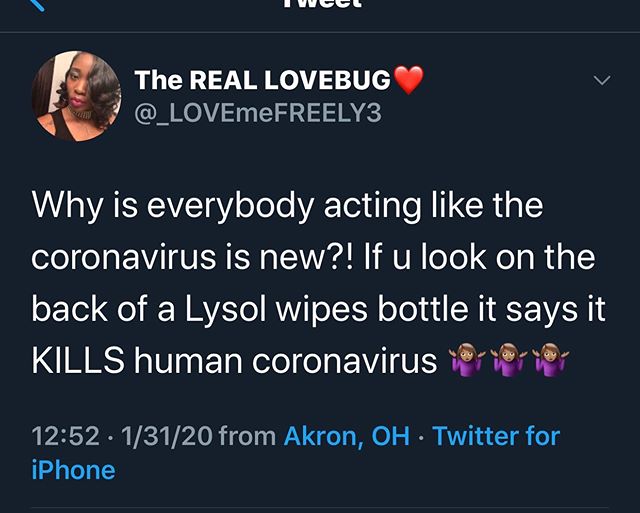 Tweet
The REAL LOVEBUG❤️
@_LOVEmeFREELY3
Why is everybody acting like the
coronavirus is new?! If u look on the
back of a Lysol wipes bottle it says it
KILLS human coronavirus 🤷🏽‍♀️🤷🏽‍♀️🤷🏽‍♀️
12:52 · 1/31/20 from Akron, OH · Twitter for
iPhone